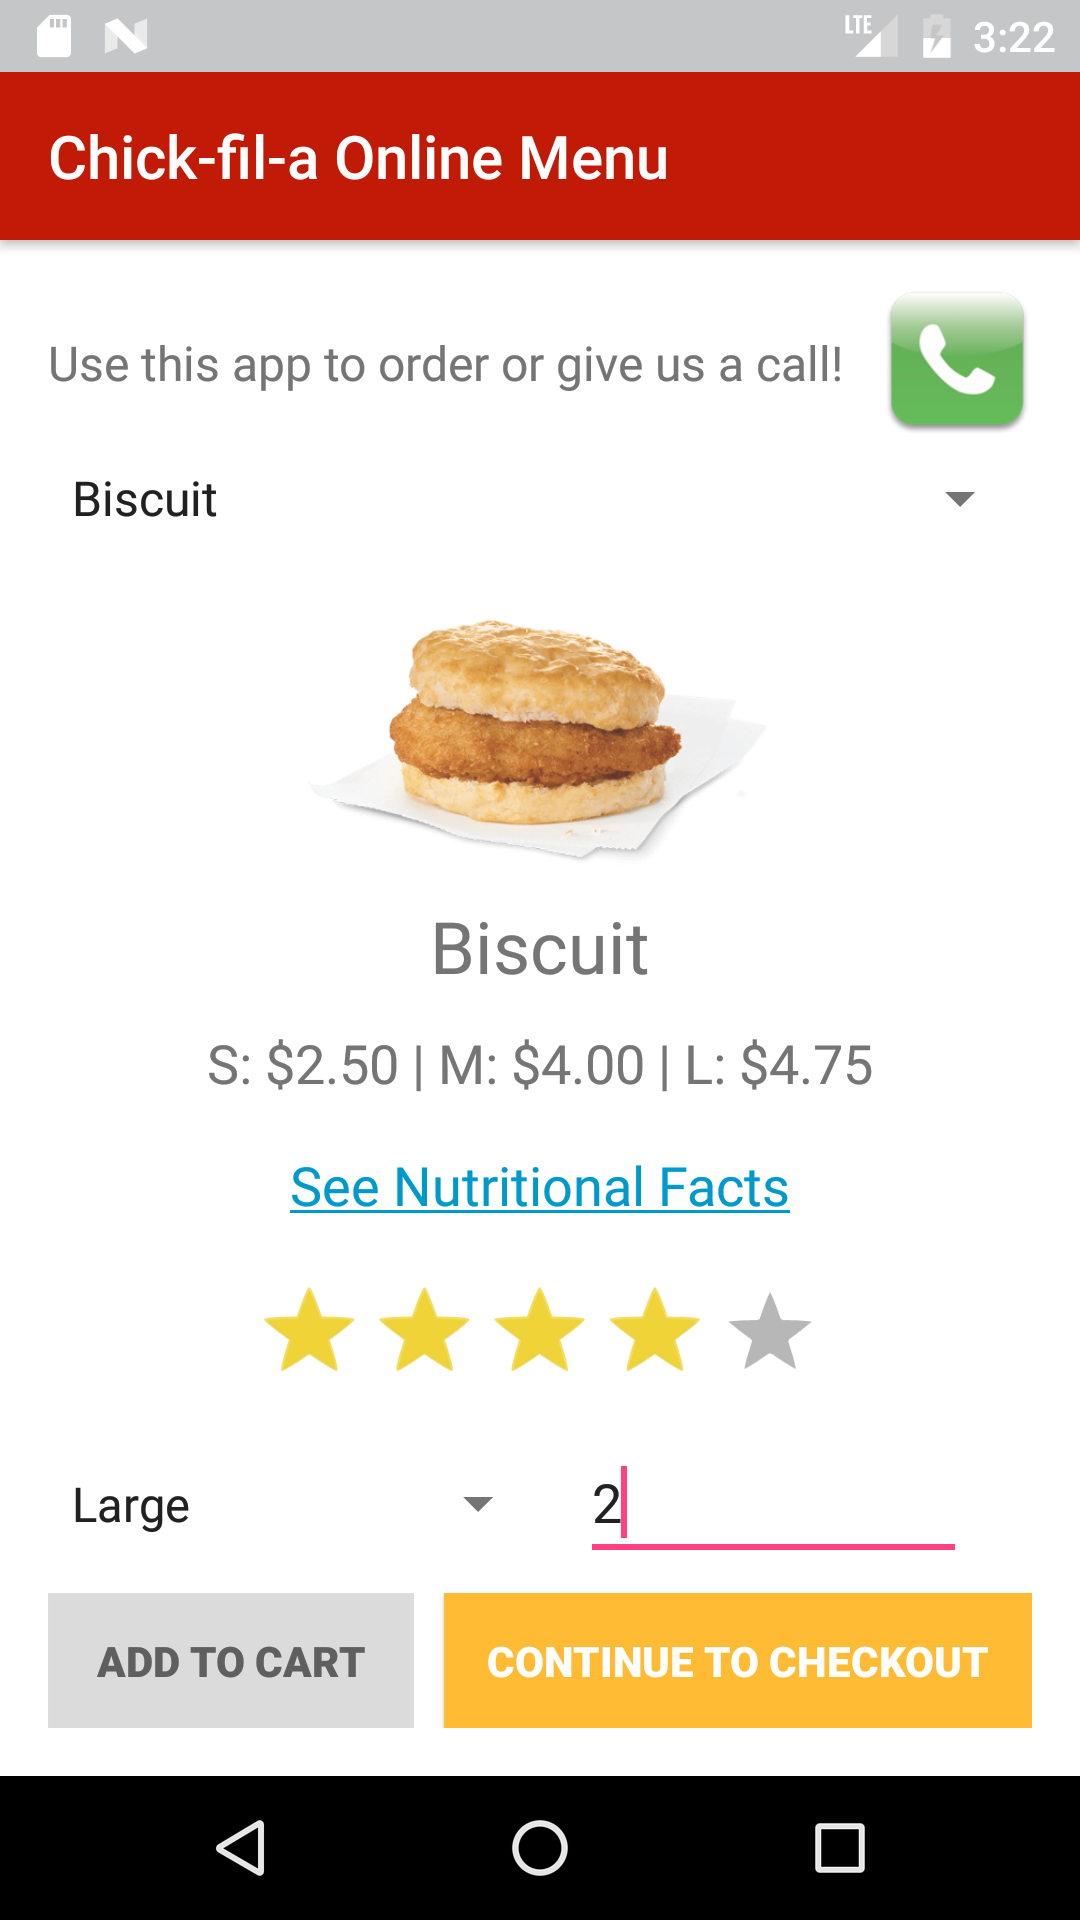 LTE 3:22
Chick-fil-a Online Menu
Use this app to order or give us a call!
Biscuit
Biscuit
S: $2.50 | M: $4.00 | L: $4.75
See Nutritional Facts
Large 2
ADD TO CART CONTINUE TO CHECKOUT